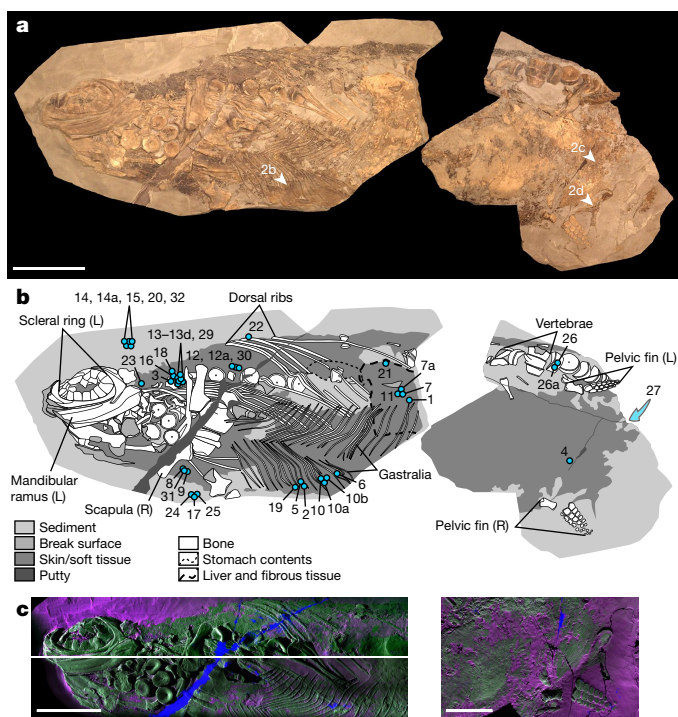 a
2b
2c
2d
b
14, 14a, 15, 20, 32
Dorsal ribs
Scleral ring (L)
13–13d, 29
22
18
12, 12a, 30
23 16
3
21
7a
7
11
1
Mandibular
ramus (L)
Scapula (R)
8
9
31
24 17 25
19 5 2 10 10a
10b
6
Gastralia
Vertebrae
26
26a
Pelvic fin (L)
27
4
Pelvic fin (R)
Sediment
Break surface
Skin/soft tissue
Putty
Bone
Stomach contents
Liver and fibrous tissue
c